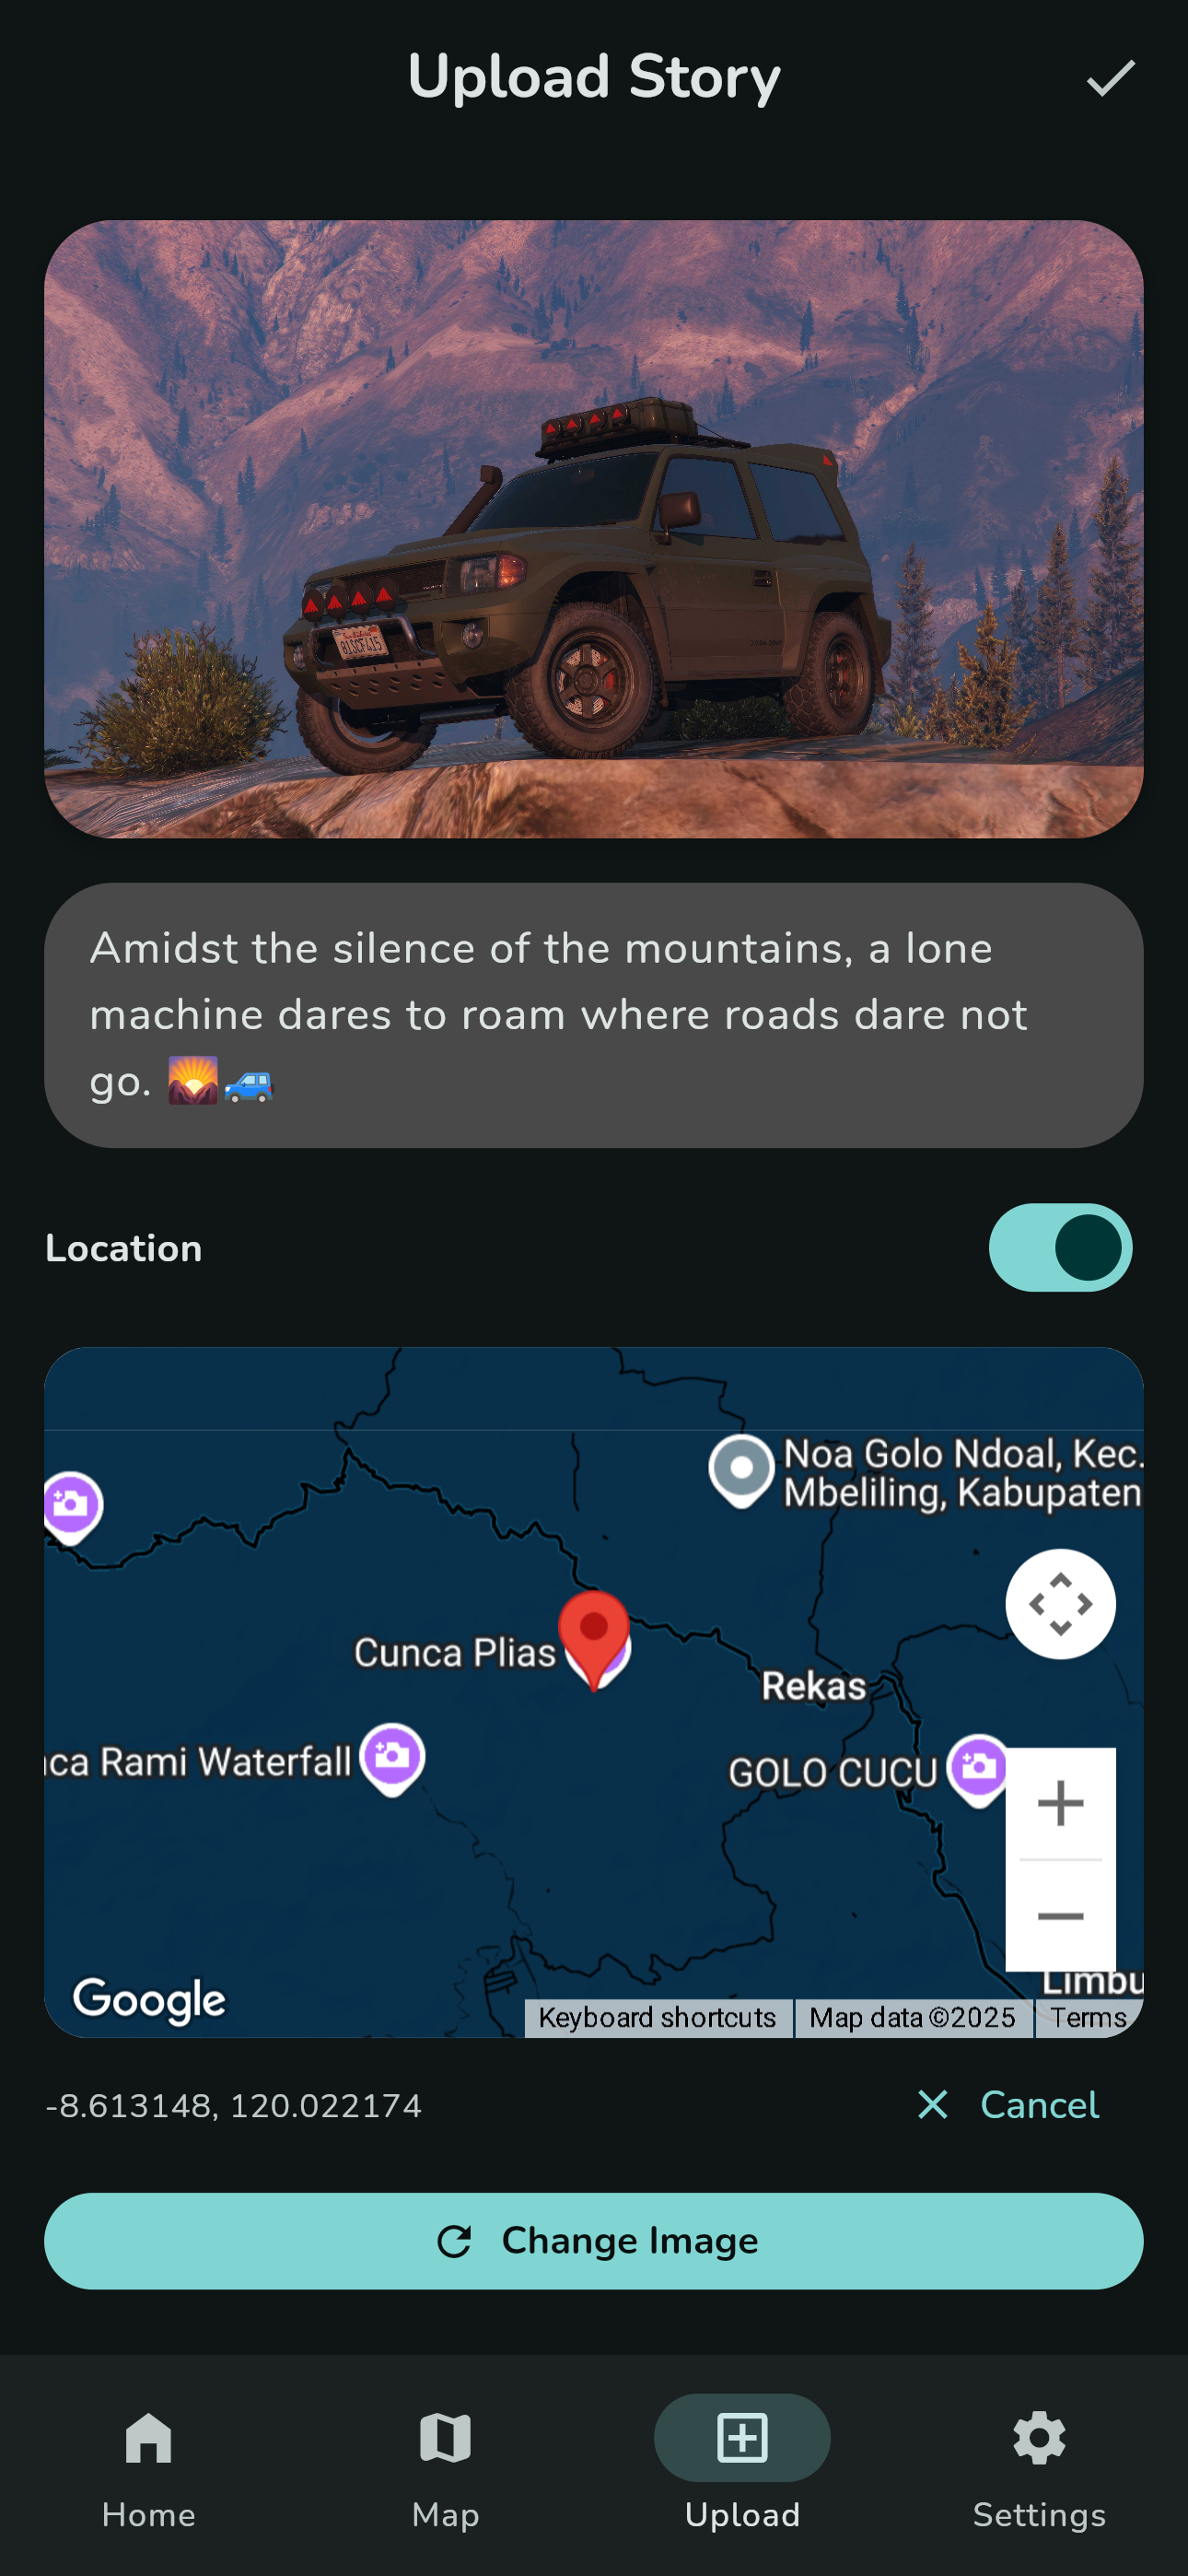 Upload Story
Amidst the silence of the mountains, a lone
machine dares to roam where roads dare not
go. 🌄🚙
Location
Noa Golo Ndoal, Kec.
Mbeliling, Kabupaten
Cunca Plias
Rekas
nca Rami Waterfall
GOLO CUCU
Limbu
Google
Keyboard shortcuts
Map data ©2025
Terms
-8.613148, 120.022174
Cancel
Change Image
Home
Map
Upload
Settings